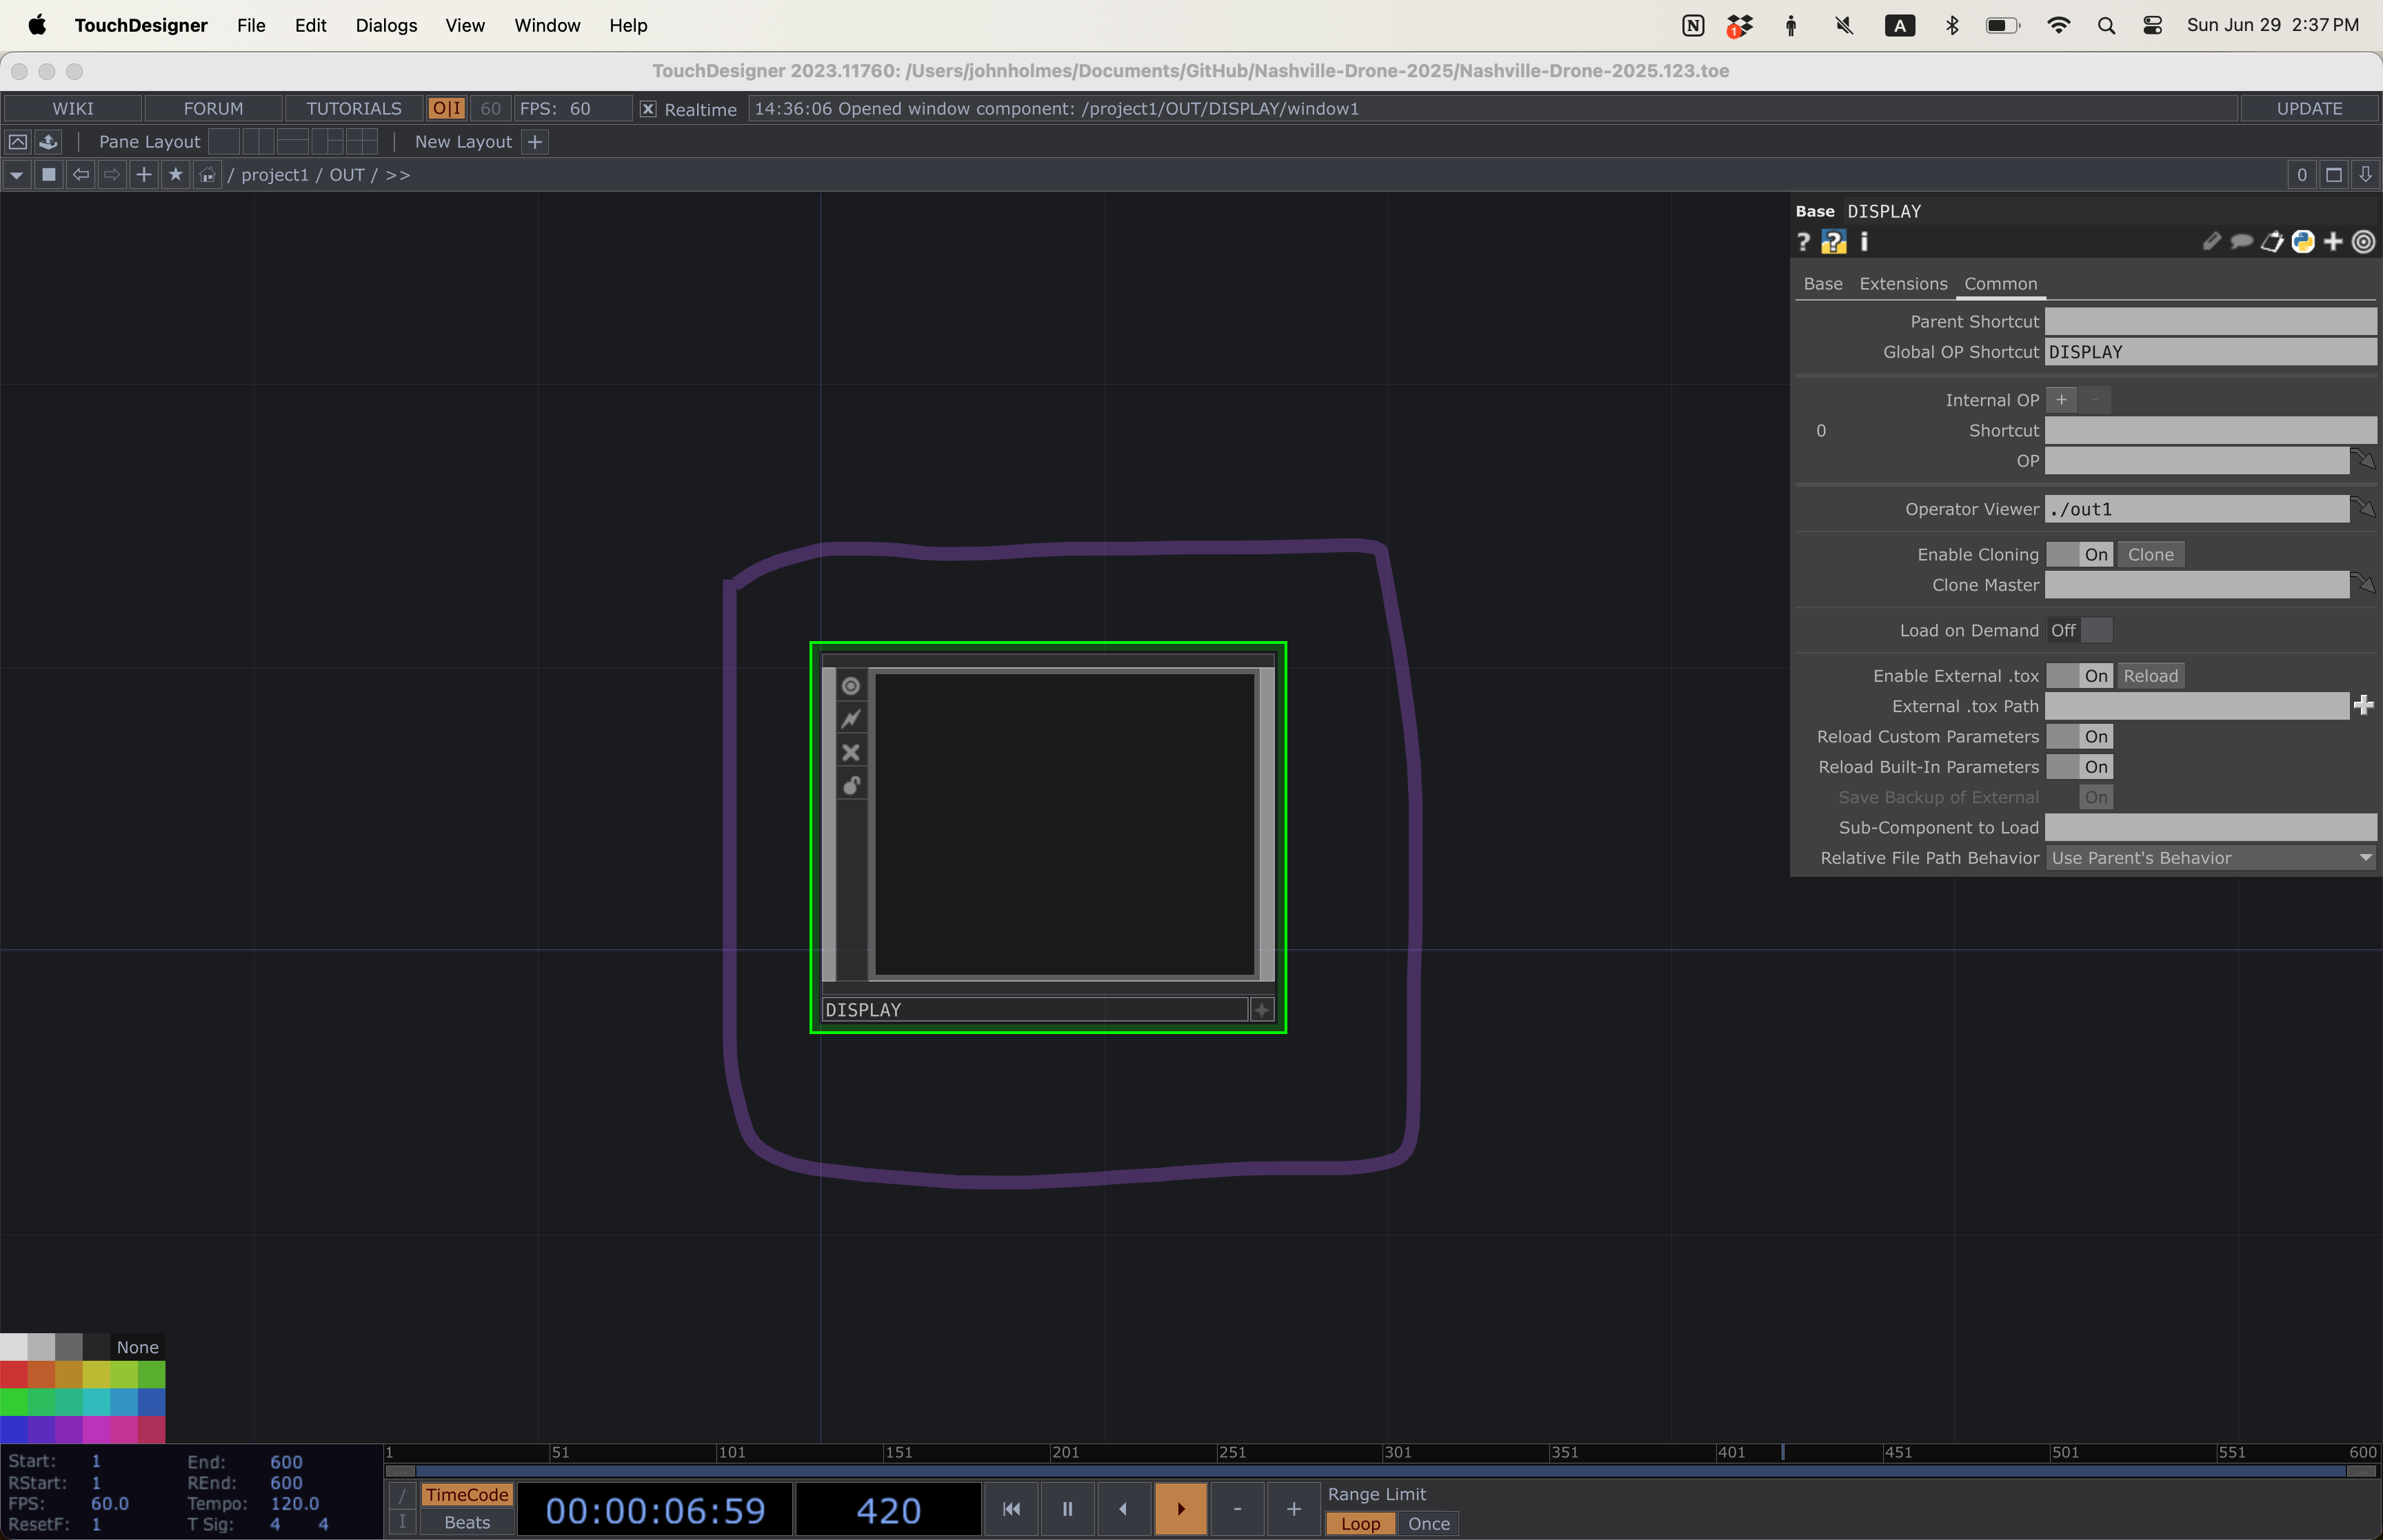 TouchDesigner File Edit Dialogs View Window Help 1 A Sun Jun 29 2:37 PM
TouchDesigner 2023.11760: /Users/johnholmes/Documents/GitHub/Nashville-Drone-2025/Nashville-Drone-2025.123.toe
WIKI FORUM TUTORIALS O|I 60 FPS: 60 Realtime 14:36:06 Opened window component: /project1/OUT/DISPLAY/window1 UPDATE
Pane Layout New Layout +
/ project1 / OUT / >> 0
Base DISPLAY
? ? i
Base Extensions Common
Parent Shortcut
Global OP Shortcut DISPLAY
Internal OP + -
0 Shortcut
OP
Operator Viewer ./out1
Enable Cloning On Clone
Clone Master
Load on Demand Off
Enable External .tox On Reload
External .tox Path
Reload Custom Parameters On
Reload Built-In Parameters On
Save Backup of External On
Sub-Component to Load
Relative File Path Behavior Use Parent's Behavior
DISPLAY
None
1 51 101 151 201 251 301 351 401 451 501 551 600
Start: 1 End: 600
RStart: 1 REnd: 600
FPS: 60.0 Tempo: 120.0
ResetF: 1 T Sig: 4 4
/ TimeCode 00:00:06:59 420 - + Range Limit
I Beats Loop Once